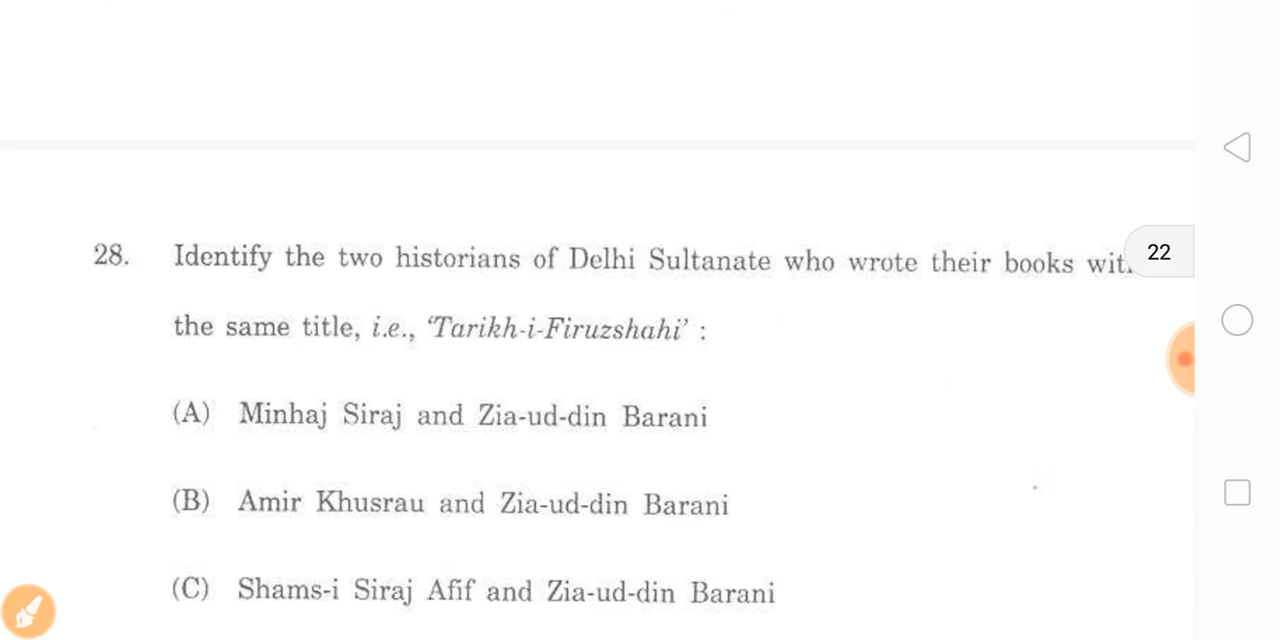 28. Identify the two historians of Delhi Sultanate who wrote their books
22
the same title, i.e., ‘Tarikh-i-Firuzshahi’ :
(A) Minhaj Siraj and Zia-ud-din Barani
(B) Amir Khusrau and Zia-ud-din Barani
(C) Shams-i Siraj Afif and Zia-ud-din Barani